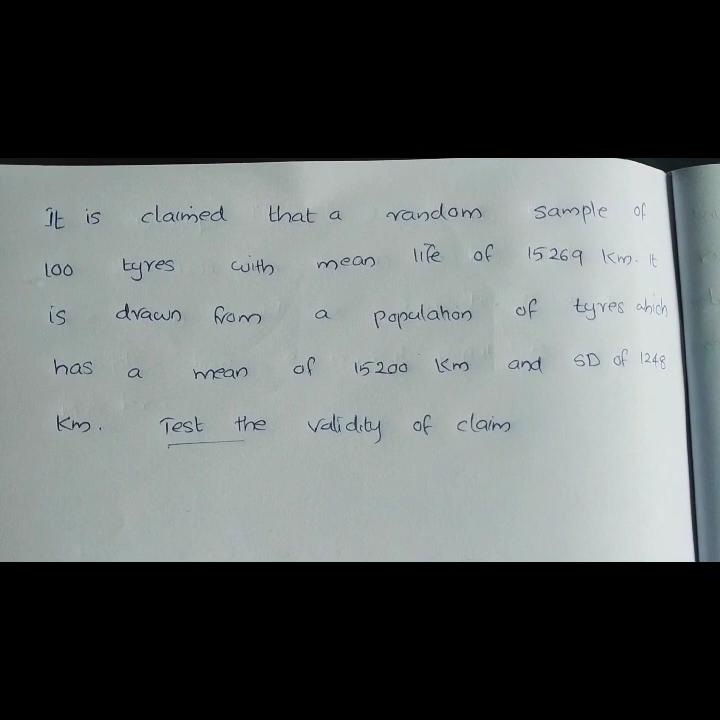 It is claimed that a random sample of
100 tyres with mean life of 15269 Km. It
is drawn from a population of tyres which
has a mean of 15200 Km and SD of 1248
Km. Test the validity of claim